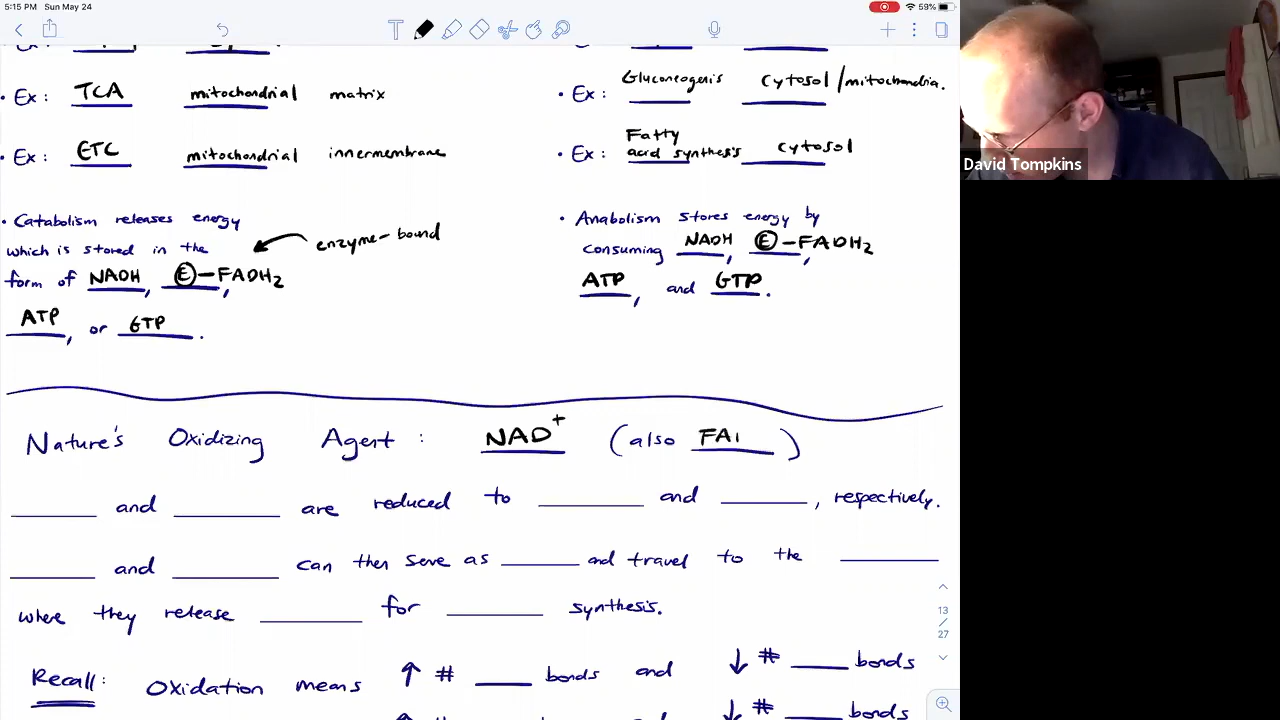 5:15 PM Sun May 24
59%
• Ex: TCA mitochondrial matrix
• Ex: ETC mitochondrial innermembrane
• Catabolism releases energy
which is stored in the
form of NADH, E-FADH2,
ATP, or GTP.
enzyme-bound
• Ex: Gluconeogenis cytosol/mitochondria.
• Ex: Fatty
acid synthesis cytosol
• Anabolism stores energy by
consuming NADH, E-FADH2,
ATP, and GTP.
David Tompkins
Nature's Oxidizing Agent: NAD+ (also FAI )
and are reduced to and , respectively.
and can then serve as and travel to the
where they release for synthesis.
Recall: Oxidation means ↑ # bonds and ↓ # bonds
↓ # bonds
13
/
27